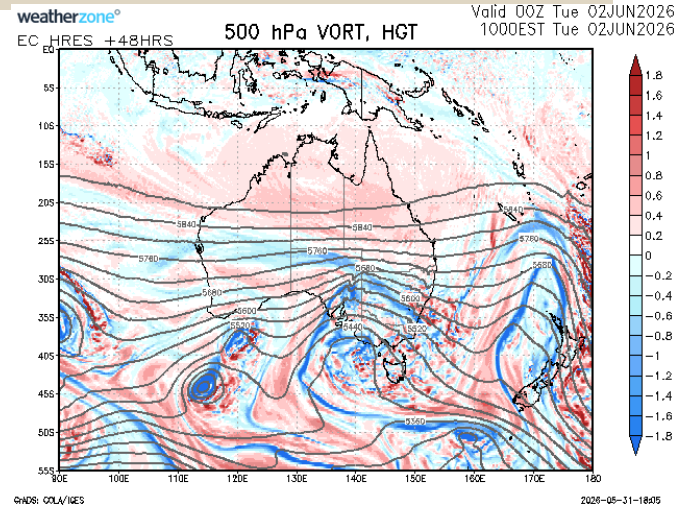 weatherzone°
Valid 00Z Tue 02JUN2026
EC HRES +48HRS
500 hPa VORT, HGT
1000EST Tue 02JUN2026
EQ
5S
10S
15S
20S
25S
30S
35S
40S
45S
50S
55S
90E
100E
110E
120E
130E
140E
150E
160E
170E
180
5840
5840
5840
5760
5760
5760
5680
5680
5680
5600
5600
5520
5520
5440
5360
1.8
1.6
1.4
1.2
1
0.8
0.6
0.4
0.2
0
-0.2
-0.4
-0.6
-0.8
-1
-1.2
-1.4
-1.6
-1.8
GrADS: COLA/IGES
2026-05-31-18:05